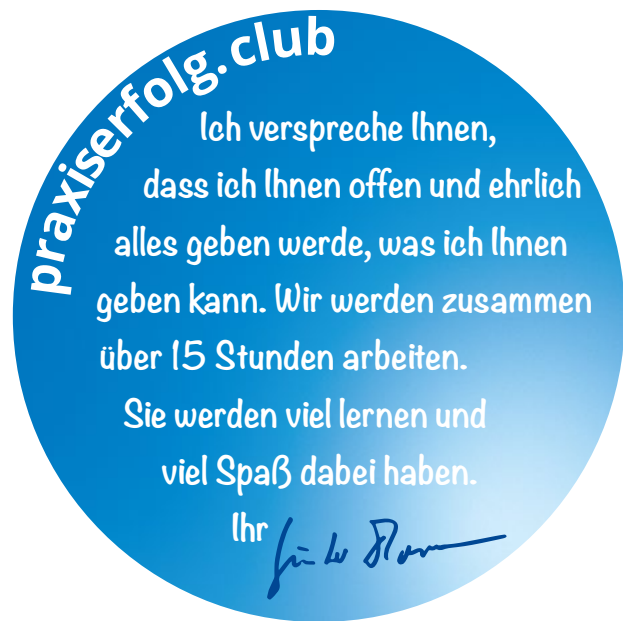 praxiserfolg.club
Ich verspreche Ihnen,
dass ich Ihnen offen und ehrlich
alles geben werde, was ich Ihnen
geben kann. Wir werden zusammen
über 15 Stunden arbeiten.
Sie werden viel lernen und
viel Spaß dabei haben.
Ihr